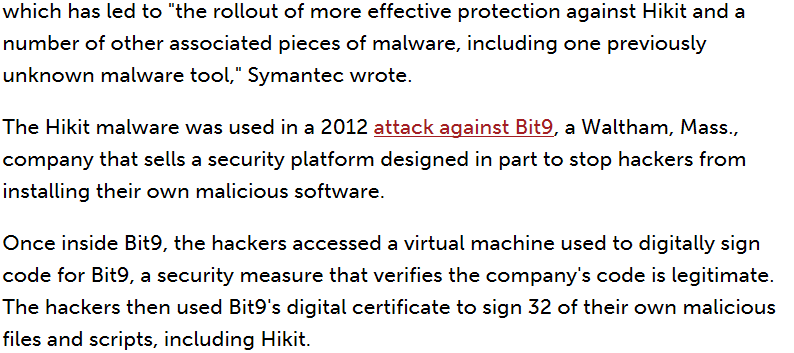 which has led to "the rollout of more effective protection against Hikit and a
number of other associated pieces of malware, including one previously
unknown malware tool," Symantec wrote.
The Hikit malware was used in a 2012 attack against Bit9, a Waltham, Mass.,
company that sells a security platform designed in part to stop hackers from
installing their own malicious software.
Once inside Bit9, the hackers accessed a virtual machine used to digitally sign
code for Bit9, a security measure that verifies the company's code is legitimate.
The hackers then used Bit9's digital certificate to sign 32 of their own malicious
files and scripts, including Hikit.